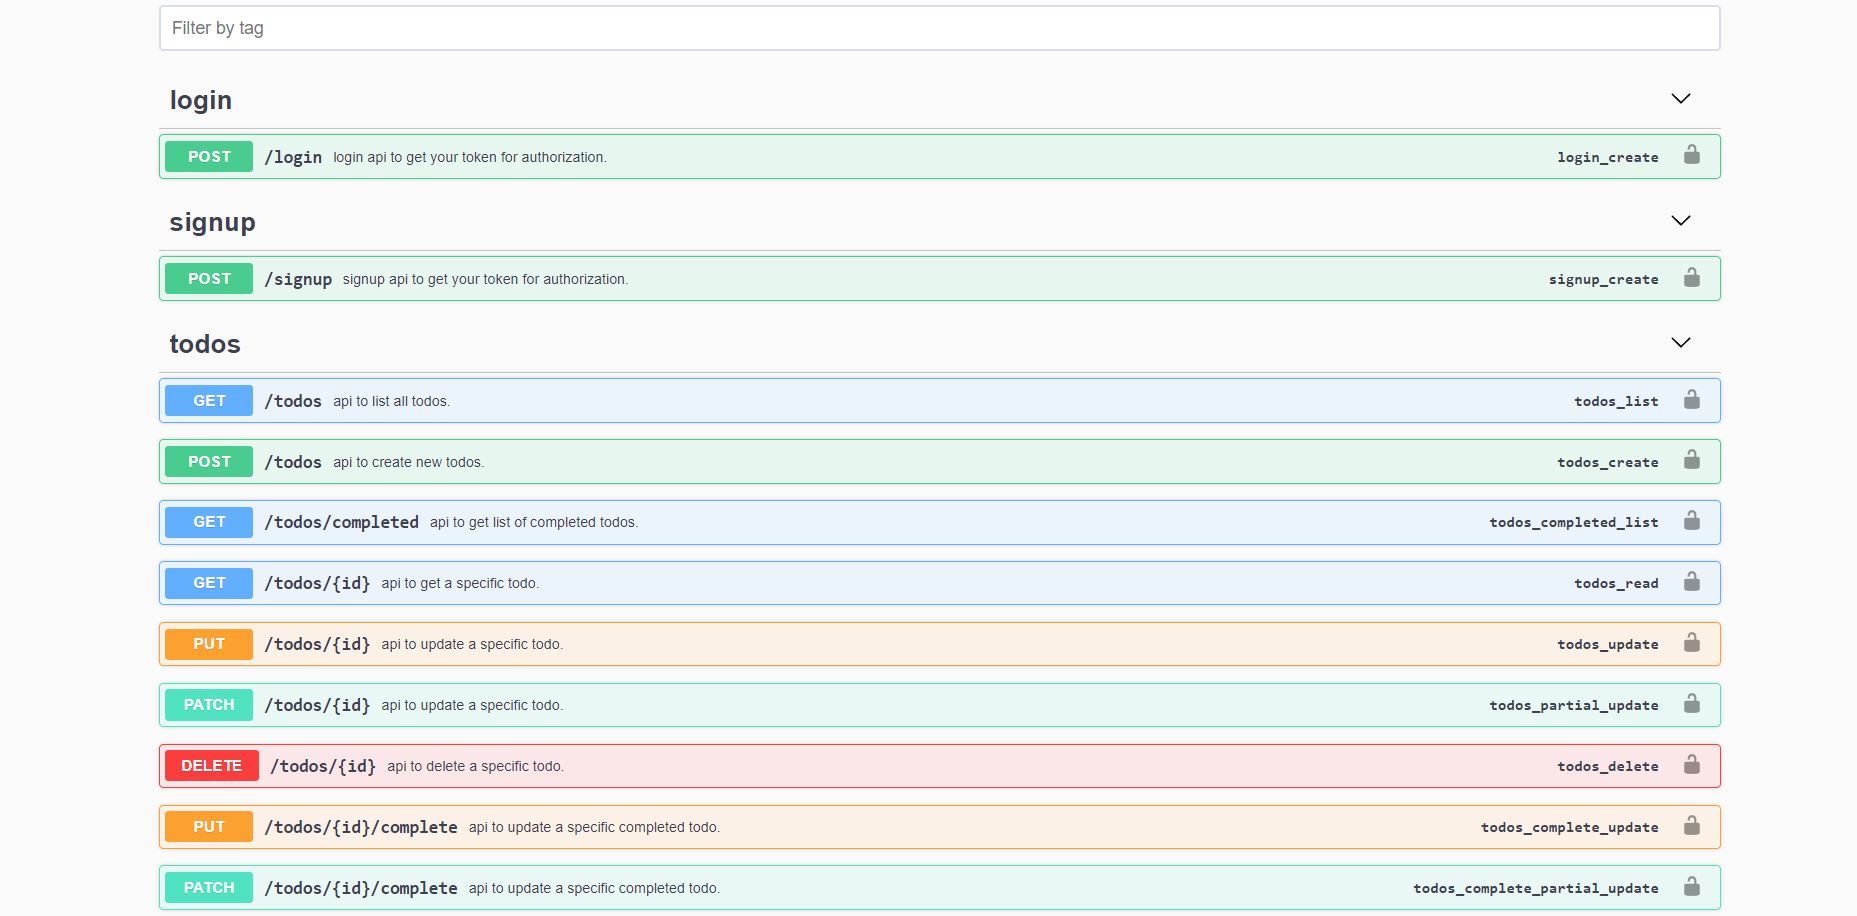 Filter by tag
login
POST /login login api to get your token for authorization. login_create
signup
POST /signup signup api to get your token for authorization. signup_create
todos
GET /todos api to list all todos. todos_list
POST /todos api to create new todos. todos_create
GET /todos/completed api to get list of completed todos. todos_completed_list
GET /todos/{id} api to get a specific todo. todos_read
PUT /todos/{id} api to update a specific todo. todos_update
PATCH /todos/{id} api to update a specific todo. todos_partial_update
DELETE /todos/{id} api to delete a specific todo. todos_delete
PUT /todos/{id}/complete api to update a specific completed todo. todos_complete_update
PATCH /todos/{id}/complete api to update a specific completed todo. todos_complete_partial_update